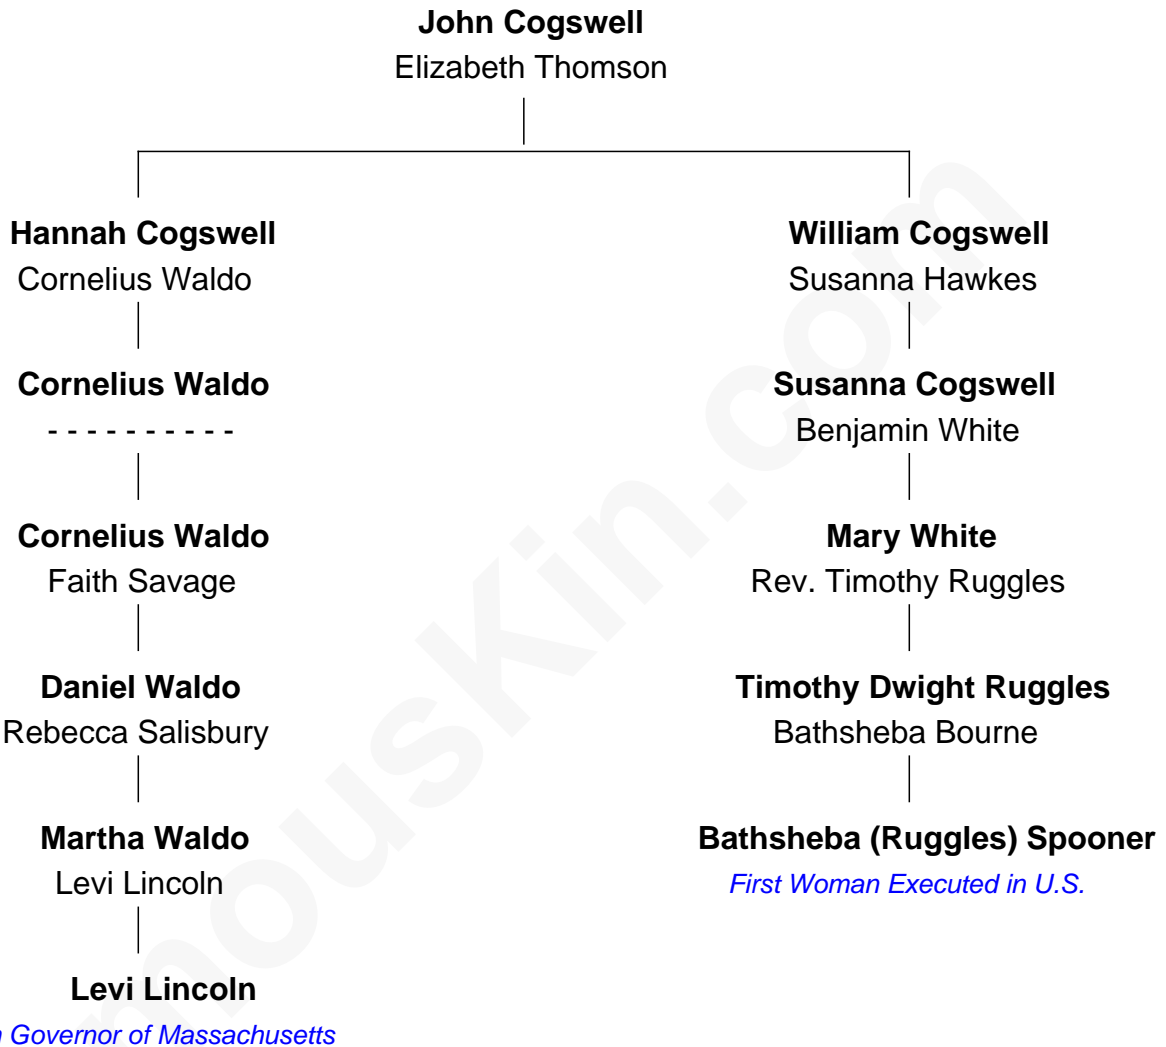 John Cogswell
Elizabeth Thomson
Hannah Cogswell
Cornelius Waldo
William Cogswell
Susanna Hawkes
Cornelius Waldo
- - - - - - - - - -
Susanna Cogswell
Benjamin White
Cornelius Waldo
Faith Savage
Mary White
Rev. Timothy Ruggles
Daniel Waldo
Rebecca Salisbury
Timothy Dwight Ruggles
Bathsheba Bourne
Martha Waldo
Levi Lincoln
Bathsheba (Ruggles) Spooner
First Woman Executed in U.S.
Levi Lincoln
Governor of Massachusetts
mousKin.com